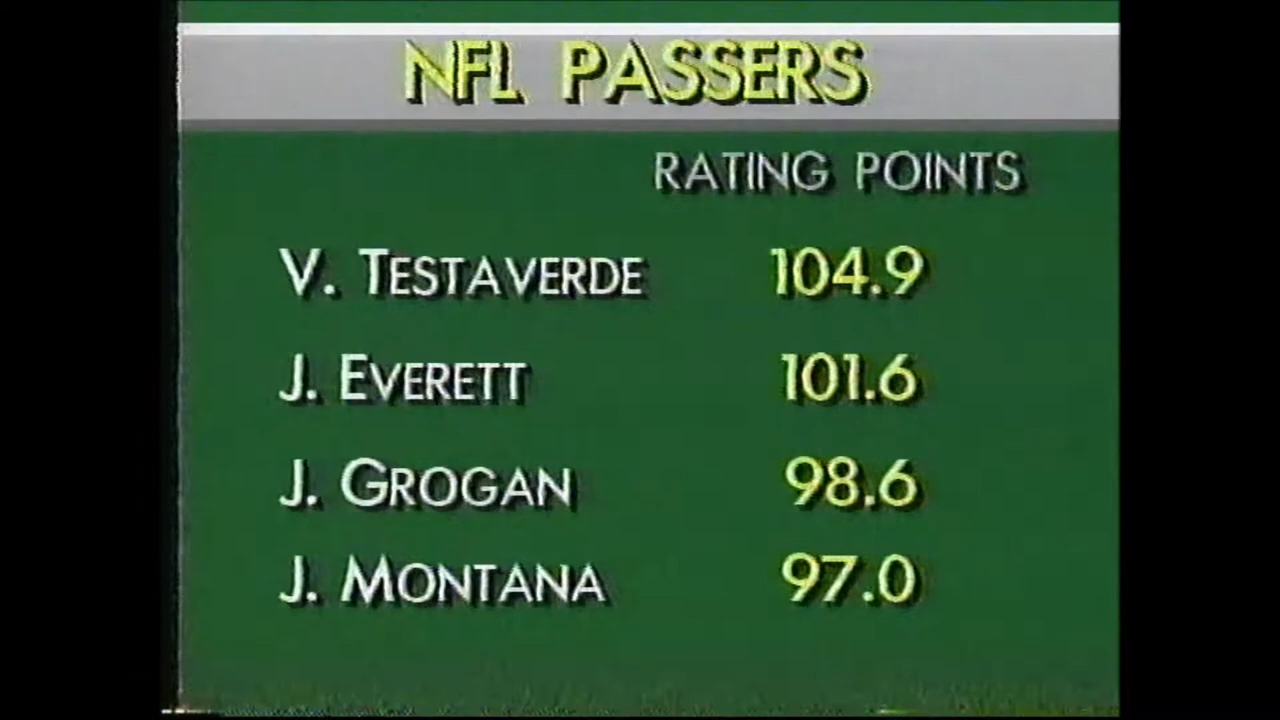 NFL PASSERS
RATING POINTS
V. TESTAVERDE 104.9
J. EVERETT 101.6
J. GROGAN 98.6
J. MONTANA 97.0